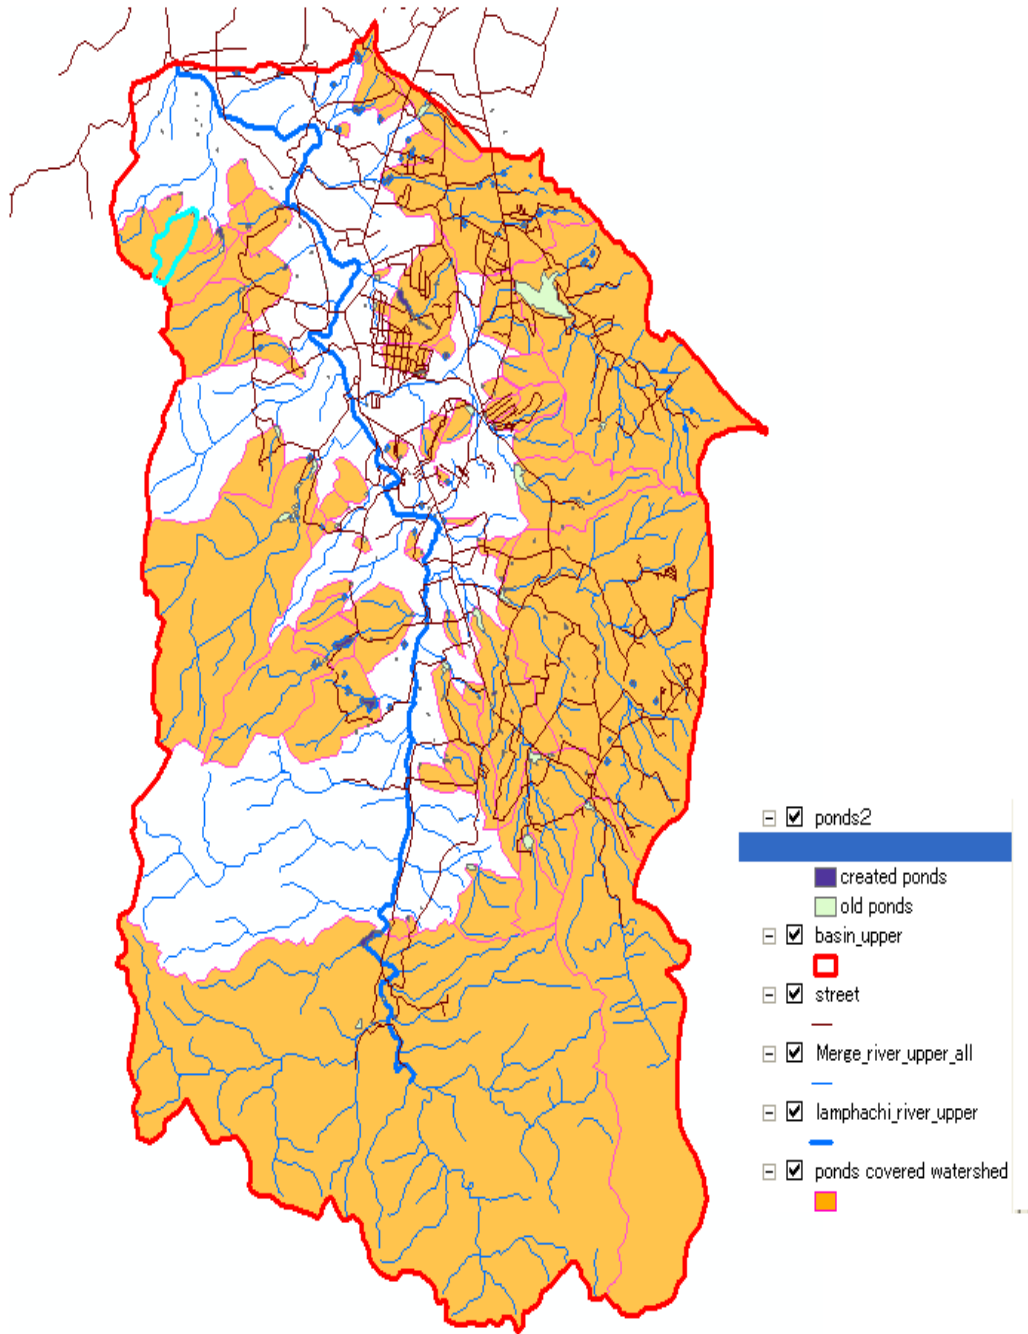 ponds2
created ponds
old ponds
basin_upper
street
Merge_river_upper_all
lamphachi_river_upper
ponds covered watershed